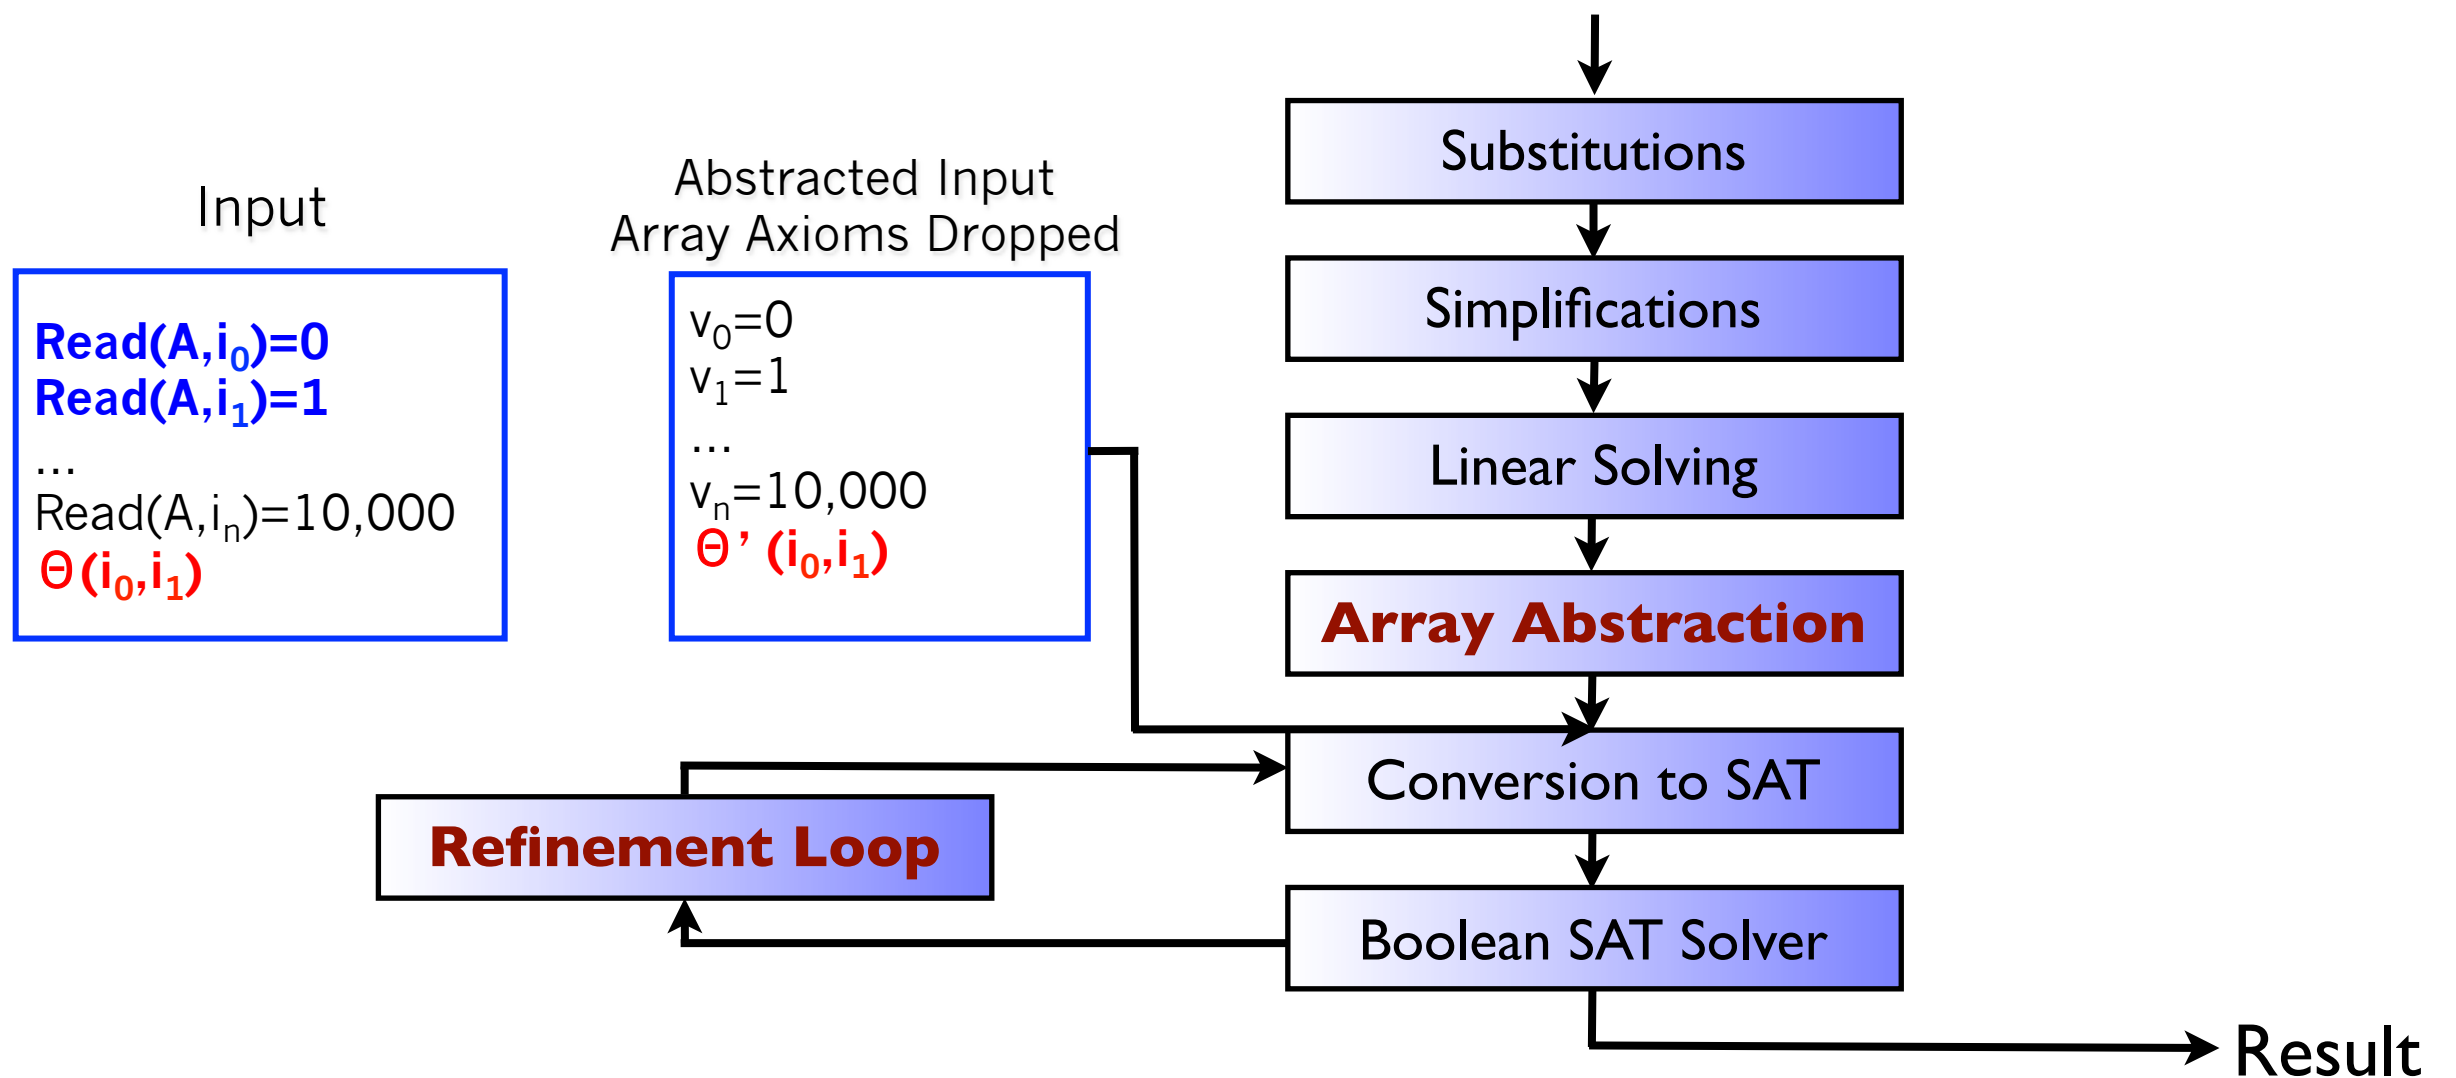 Input
Read(A,i₀)=0
Read(A,i₁)=1
...
Read(A,iₙ)=10,000
Θ(i₀,i₁)
Abstracted Input
Array Axioms Dropped
v₀=0
v₁=1
...
vₙ=10,000
Θ’(i₀,i₁)
Substitutions
Simplifications
Linear Solving
Array Abstraction
Conversion to SAT
Refinement Loop
Boolean SAT Solver
Result